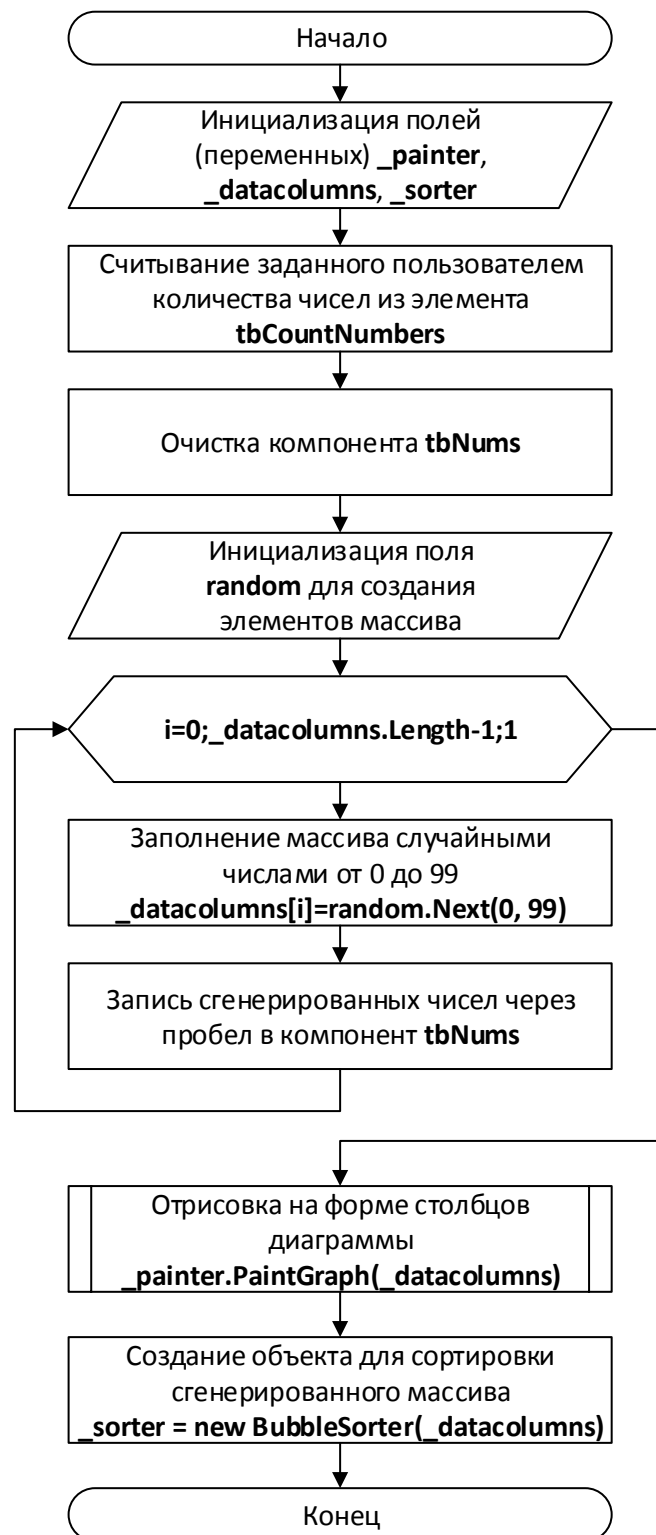 Начало
Инициализация полей
(переменных) _painter,
_datacolumns, _sorter
Считывание заданного пользователем
количества чисел из элемента
tbCountNumbers
Очистка компонента tbNums
Инициализация поля
random для создания
элементов массива
i=0;_datacolumns.Length-1;1
Заполнение массива случайными
числами от 0 до 99
_datacolumns[i]=random.Next(0, 99)
Запись сгенерированных чисел через
пробел в компонент tbNums
Отрисовка на форме столбцов
диаграммы
_painter.PaintGraph(_datacolumns)
Создание объекта для сортировки
сгенерированного массива
_sorter = new BubbleSorter(_datacolumns)
Конец